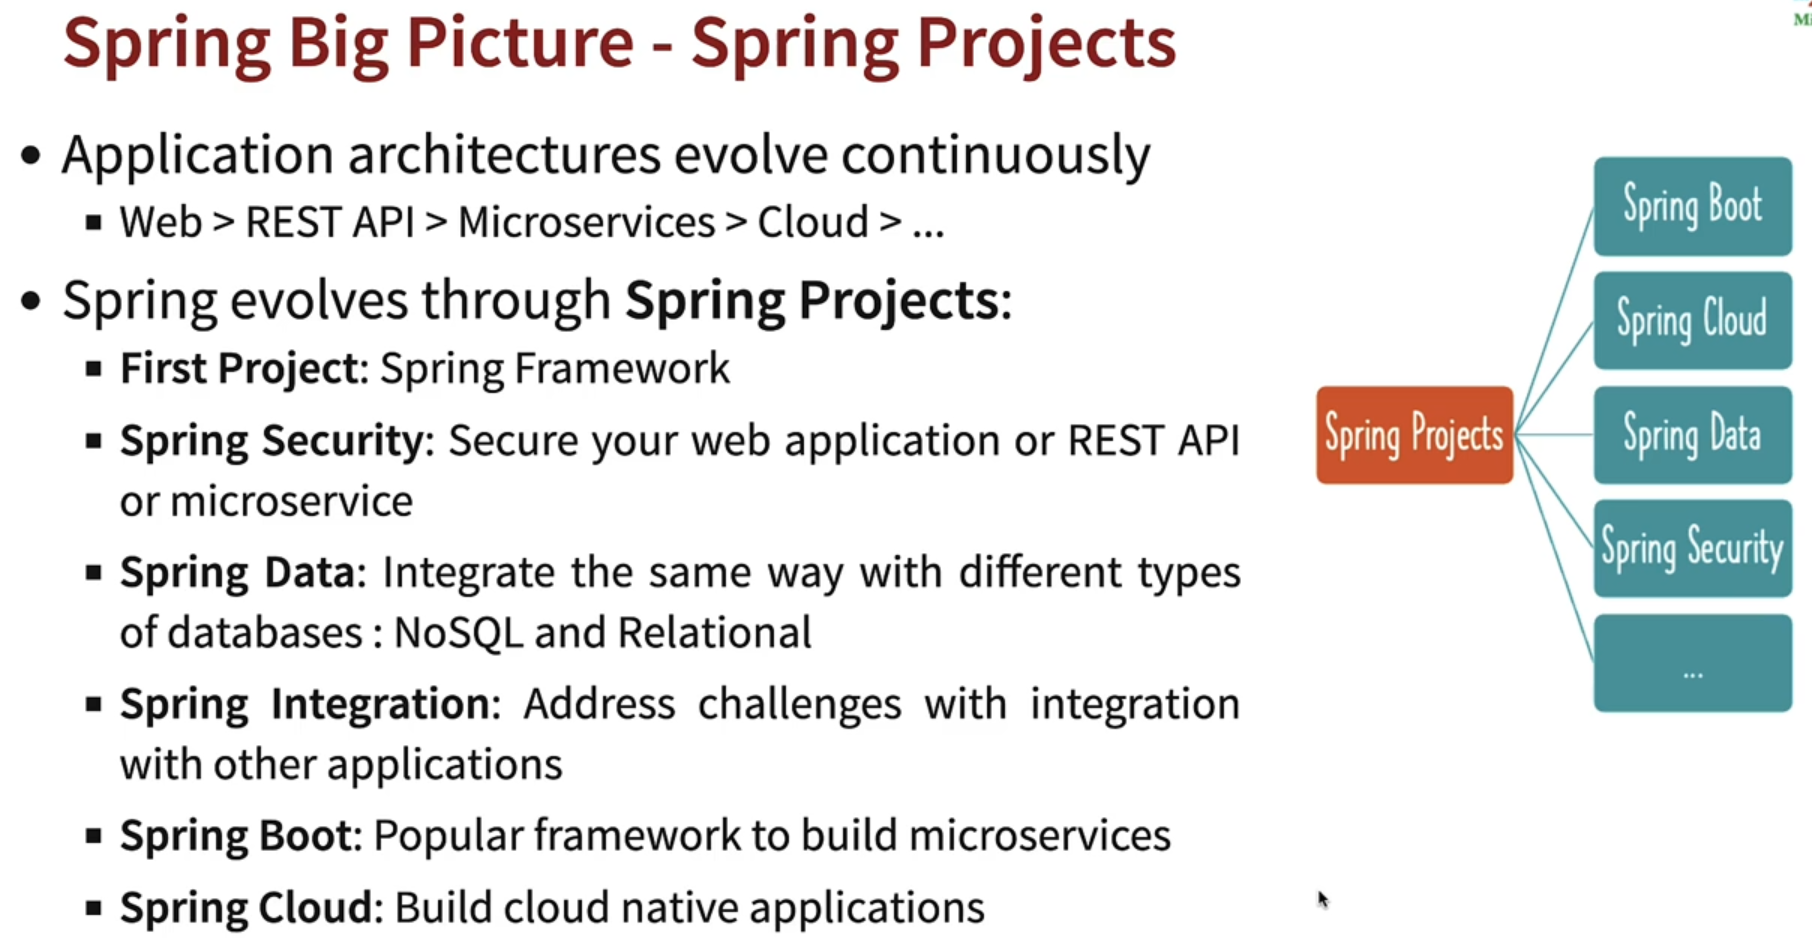 Spring Big Picture - Spring Projects
• Application architectures evolve continuously
▪ Web > REST API > Microservices > Cloud > ...
• Spring evolves through Spring Projects:
▪ First Project: Spring Framework
▪ Spring Security: Secure your web application or REST API
or microservice
▪ Spring Data: Integrate the same way with different types
of databases : NoSQL and Relational
▪ Spring Integration: Address challenges with integration
with other applications
▪ Spring Boot: Popular framework to build microservices
▪ Spring Cloud: Build cloud native applications
Spring Projects
Spring Boot
Spring Cloud
Spring Data
Spring Security
...